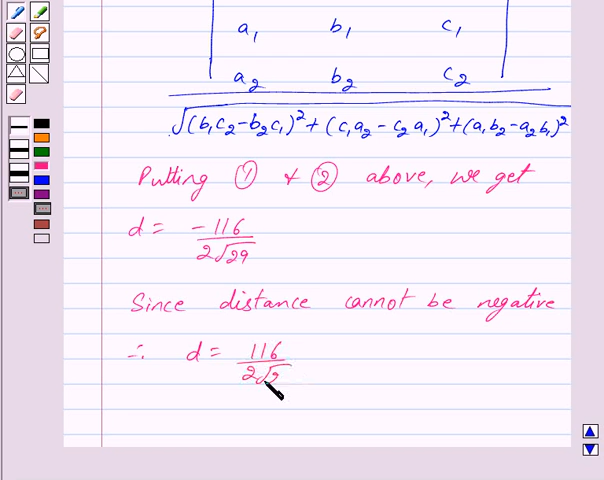 | a₁ b₁ c₁ |
| a₂ b₂ c₂ |
√(b₁c₂-b₂c₁)²+(c₁a₂-c₂a₁)²+(a₁b₂-a₂b₁)²
Putting ① & ② above, we get
d = -116 / 2√29
Since distance cannot be negative
∴ d = 116 / 2√2